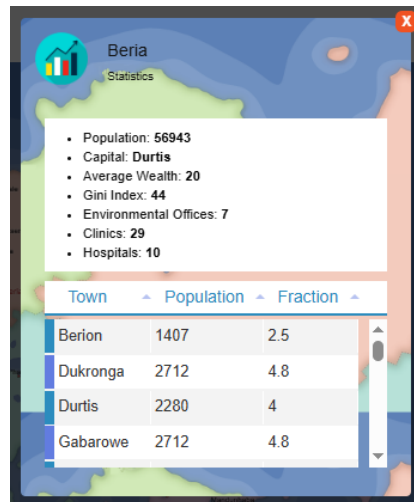 X
Beria
Statistics
Population: 56943
Capital: Durtis
Average Wealth: 20
Gini Index: 44
Environmental Offices: 7
Clinics: 29
Hospitals: 10
Town Population Fraction
Berion 1407 2.5
Dukronga 2712 4.8
Durtis 2280 4
Gabarowe 2712 4.8